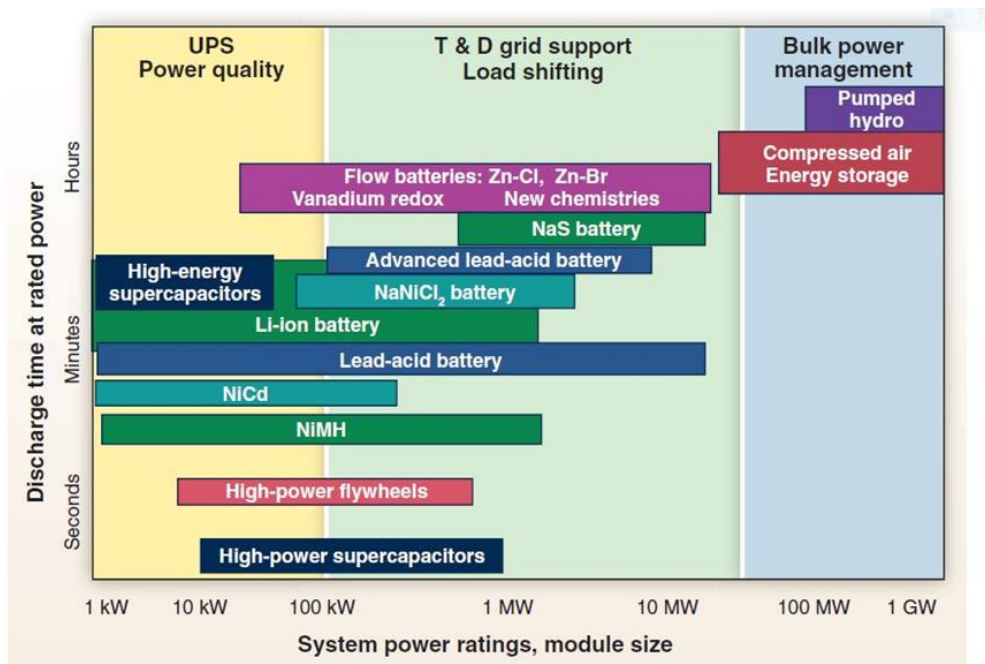 UPS
Power quality
T & D grid support
Load shifting
Bulk power
management
Pumped
hydro
Compressed air
Energy storage
Flow batteries: Zn-Cl, Zn-Br
Vanadium redox New chemistries
NaS battery
Advanced lead-acid battery
High-energy
supercapacitors
NaNiCl₂ battery
Li-ion battery
Lead-acid battery
NiCd
NiMH
High-power flywheels
High-power supercapacitors
Discharge time at rated power
Hours
Minutes
Seconds
1 kW 10 kW 100 kW 1 MW 10 MW 100 MW 1 GW
System power ratings, module size